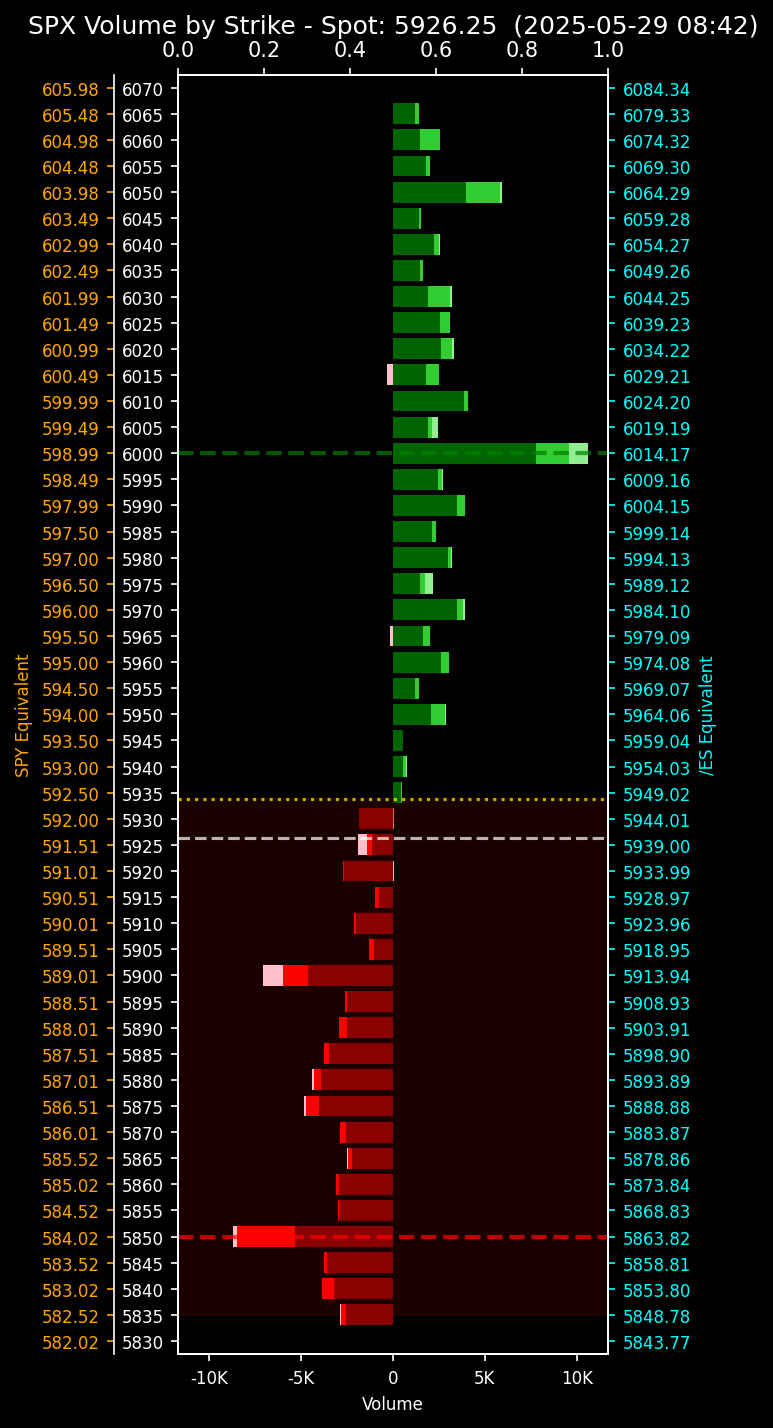 SPX Volume by Strike - Spot: 5926.25 (2025-05-29 08:42)
0.0 0.2 0.4 0.6 0.8 1.0
605.98 6070 6084.34
605.48 6065 6079.33
604.98 6060 6074.32
604.48 6055 6069.30
603.98 6050 6064.29
603.49 6045 6059.28
602.99 6040 6054.27
602.49 6035 6049.26
601.99 6030 6044.25
601.49 6025 6039.23
600.99 6020 6034.22
600.49 6015 6029.21
599.99 6010 6024.20
599.49 6005 6019.19
598.99 6000 6014.17
598.49 5995 6009.16
597.99 5990 6004.15
597.50 5985 5999.14
597.00 5980 5994.13
596.50 5975 5989.12
596.00 5970 5984.10
595.50 5965 5979.09
595.00 5960 5974.08
594.50 5955 5969.07
594.00 5950 5964.06
593.50 5945 5959.04
593.00 5940 5954.03
592.50 5935 5949.02
592.00 5930 5944.01
591.51 5925 5939.00
591.01 5920 5933.99
590.51 5915 5928.97
590.01 5910 5923.96
589.51 5905 5918.95
589.01 5900 5913.94
588.51 5895 5908.93
588.01 5890 5903.91
587.51 5885 5898.90
587.01 5880 5893.89
586.51 5875 5888.88
586.01 5870 5883.87
585.52 5865 5878.86
585.02 5860 5873.84
584.52 5855 5868.83
584.02 5850 5863.82
583.52 5845 5858.81
583.02 5840 5853.80
582.52 5835 5848.78
582.02 5830 5843.77
SPY Equivalent
/ES Equivalent
-10K -5K 0 5K 10K
Volume